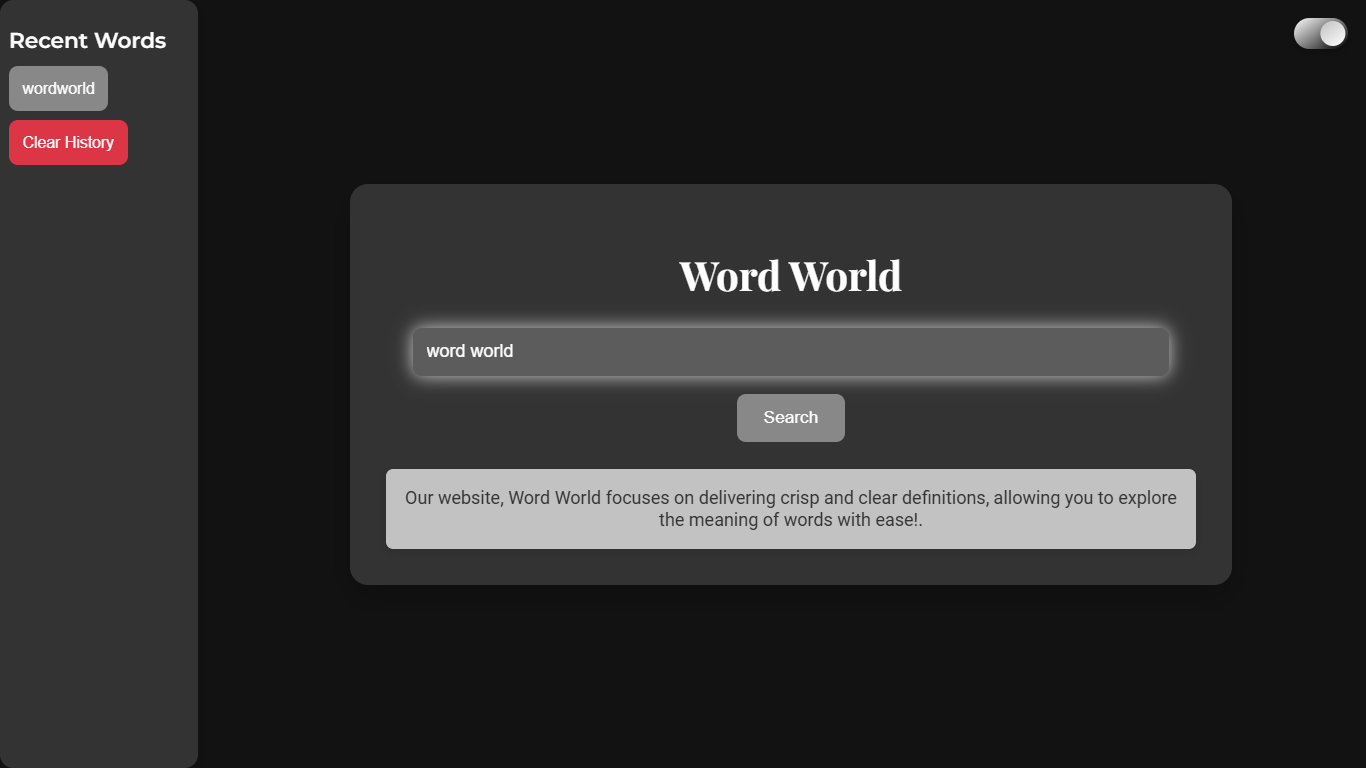 Recent Words
wordworld
Clear History
Word World
word world
Search
Our website, Word World focuses on delivering crisp and clear definitions, allowing you to explore
the meaning of words with ease!.